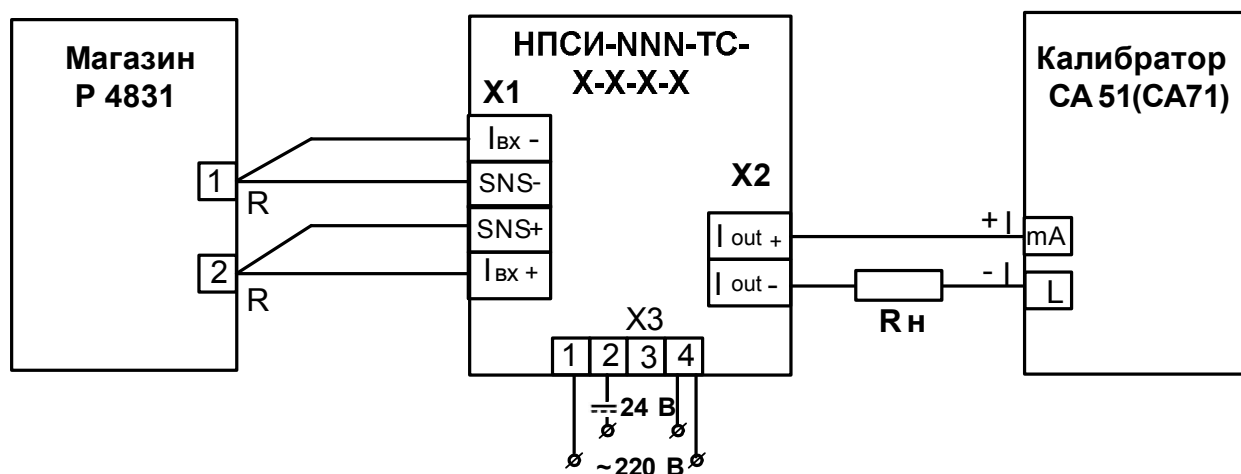 Магазин
Р 4831
1
R
2
R
НПСИ-NNN-ТС-
Х-Х-Х-Х
X1
Iвх -
SNS-
SNS+
Iвх +
X2
I out +
I out -
X3
1 2 3 4
24 В
~220 В
+ I
- I
Rн
Калибратор
СА 51(СА71)
mA
L